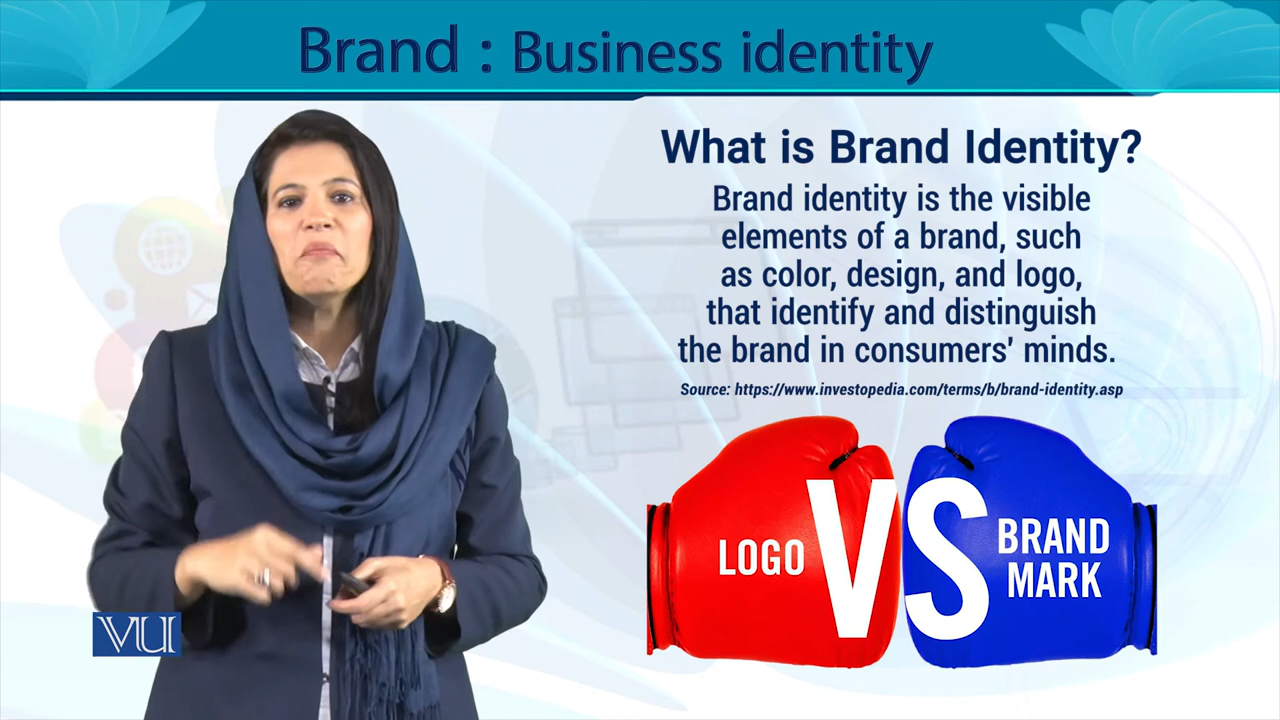 Brand : Business identity
What is Brand Identity?
Brand identity is the visible
elements of a brand, such
as color, design, and logo,
that identify and distinguish
the brand in consumers' minds.
Source: https://www.investopedia.com/terms/b/brand-identity.asp
LOGO VS BRAND
MARK
VU